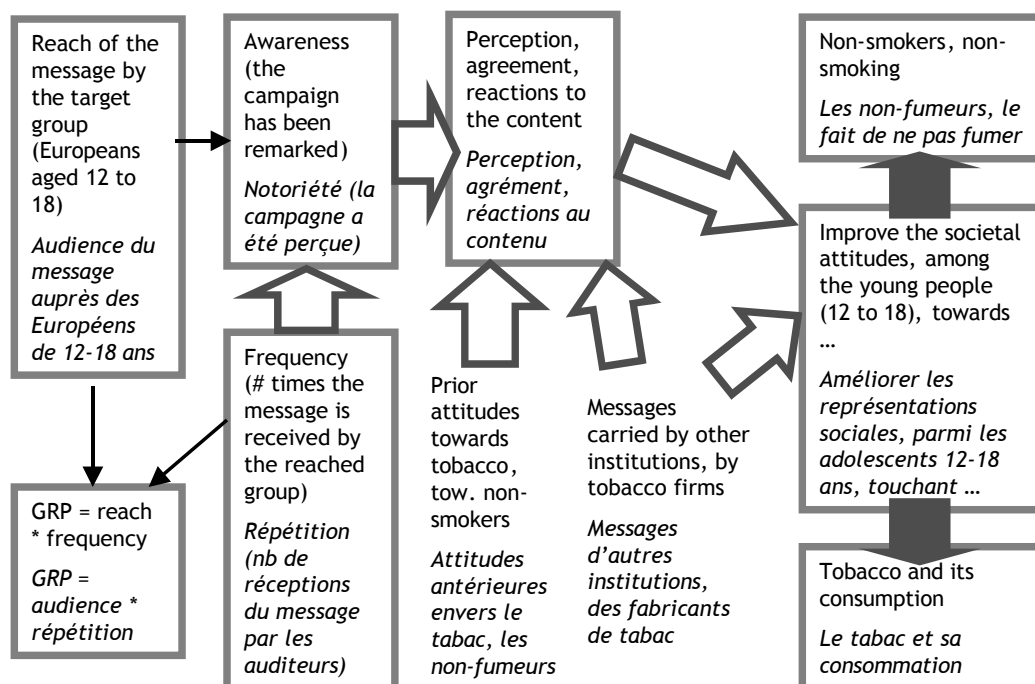 Reach of the
message by
the target
group
(Europeans
aged 12 to
18)
Audience du
message
auprès des
Européens
de 12-18 ans
Awareness
(the
campaign
has been
remarked)
Notoriété (la
campagne a
été perçue)
Perception,
agreement,
reactions to
the content
Perception,
agrément,
réactions au
contenu
Non-smokers, non-
smoking
Les non-fumeurs, le
fait de ne pas fumer
Improve the societal
attitudes, among
the young people
(12 to 18), towards
…
Améliorer les
représentations
sociales, parmi les
adolescents 12-18
ans, touchant …
GRP = reach
* frequency
GRP =
audience *
répétition
Frequency
(# times the
message is
received by
the reached
group)
Répétition
(nb de
réceptions
du message
par les
auditeurs)
Prior
attitudes
towards
tobacco,
tow. non-
smokers
Attitudes
antérieures
envers le
tabac, les
non-fumeurs
Messages
carried by other
institutions, by
tobacco firms
Messages
d’autres
institutions,
des fabricants
de tabac
Tobacco and its
consumption
Le tabac et sa
consommation